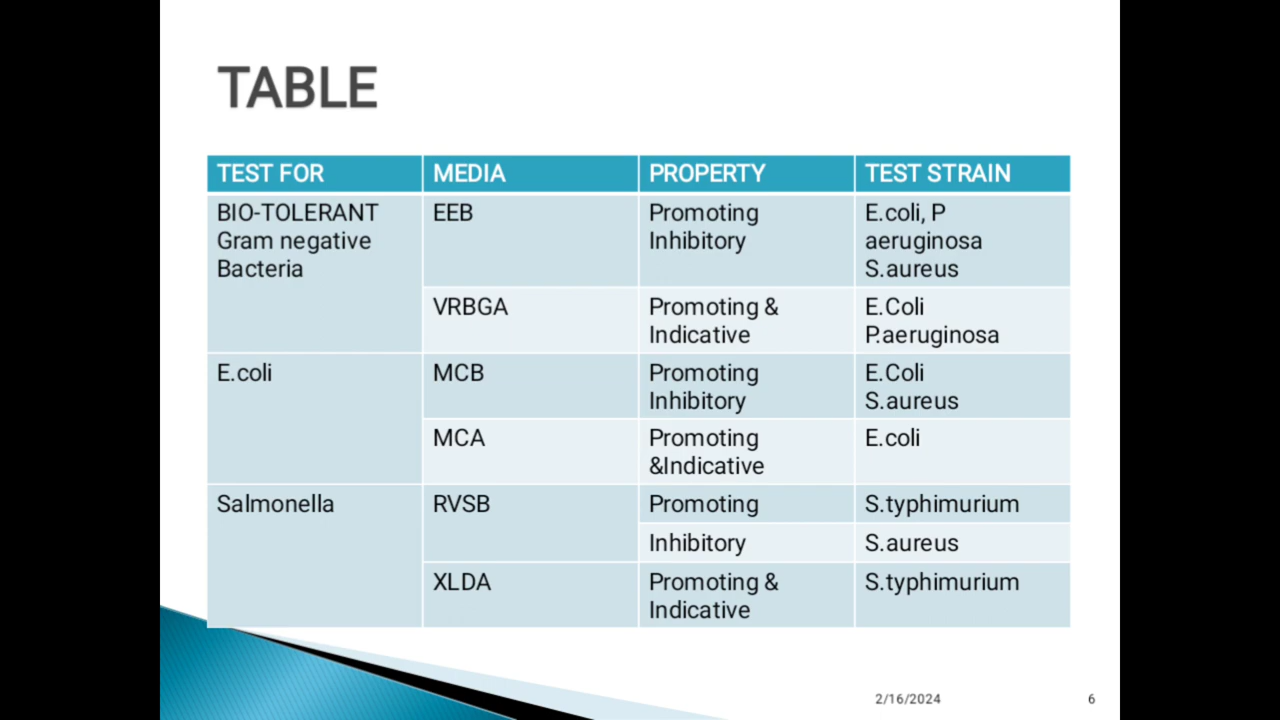 TABLE
TEST FOR MEDIA PROPERTY TEST STRAIN
BIO-TOLERANT
Gram negative
Bacteria
EEB
Promoting
Inhibitory
E.coli, P
aeruginosa
S.aureus
VRBGA
Promoting &
Indicative
E.Coli
P.aeruginosa
E.coli
MCB
Promoting
Inhibitory
E.Coli
S.aureus
MCA
Promoting
&Indicative
E.coli
Salmonella
RVSB
Promoting
S.typhimurium
Inhibitory
S.aureus
XLDA
Promoting &
Indicative
S.typhimurium
2/16/2024
6